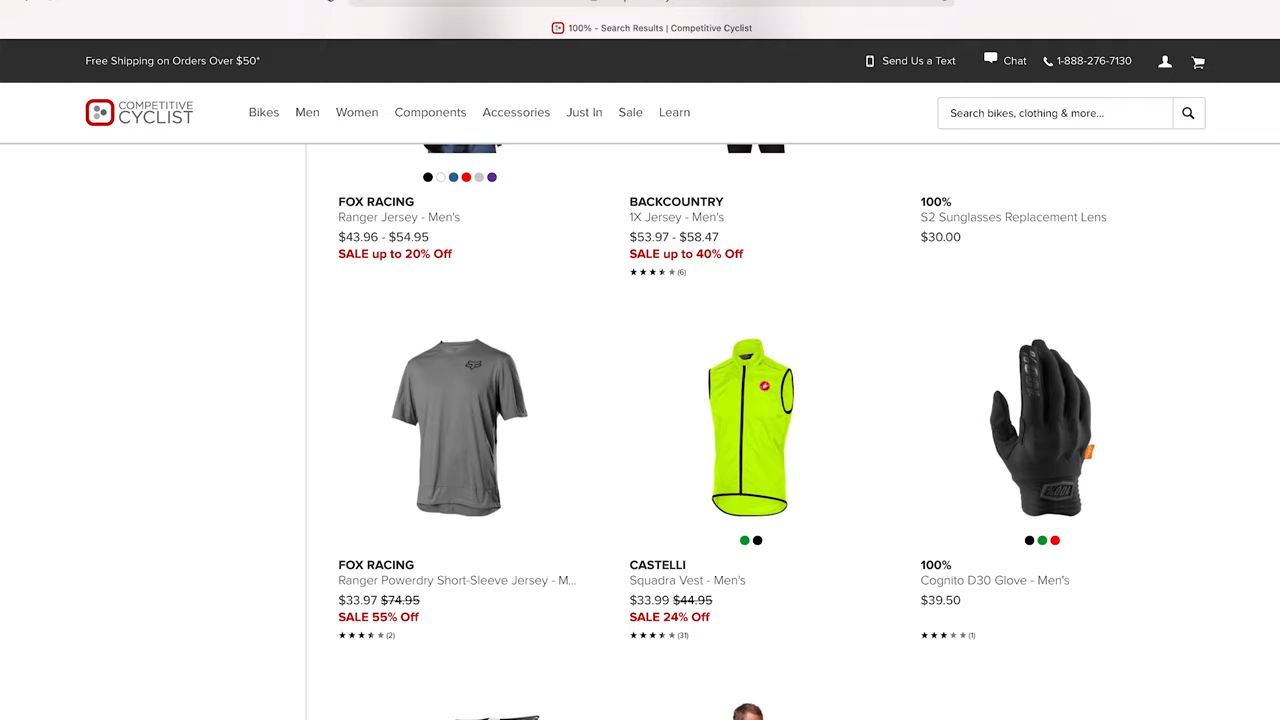 100% - Search Results | Competitive Cyclist
Free Shipping on Orders Over $50*
Send Us a Text
Chat
1-888-276-7130
COMPETITIVE
CYCLIST
Bikes
Men
Women
Components
Accessories
Just In
Sale
Learn
Search bikes, clothing & more...
FOX RACING
Ranger Jersey - Men's
$43.96 - $54.95
SALE up to 20% Off
BACKCOUNTRY
1X Jersey - Men's
$53.97 - $58.47
SALE up to 40% Off
(6)
100%
S2 Sunglasses Replacement Lens
$30.00
100%
FOX RACING
Ranger Powerdry Short-Sleeve Jersey - M...
$33.97 $74.95
SALE 55% Off
(2)
CASTELLI
Squadra Vest - Men's
$33.99 $44.95
SALE 24% Off
(31)
100%
Cognito D30 Glove - Men's
$39.50
(1)